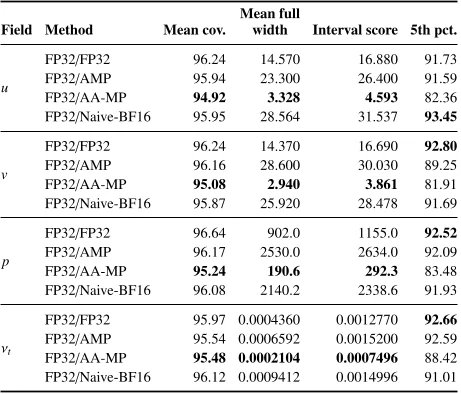 Field Method Mean cov. Mean full width Interval score 5th pct.
u
FP32/FP32 96.24 14.570 16.880 91.73
FP32/AMP 95.94 23.300 26.400 91.59
FP32/AA-MP 94.92 3.328 4.593 82.36
FP32/Naive-BF16 95.95 28.564 31.537 93.45
v
FP32/FP32 96.24 14.370 16.690 92.80
FP32/AMP 96.16 28.600 30.030 89.25
FP32/AA-MP 95.08 2.940 3.861 81.91
FP32/Naive-BF16 95.87 25.920 28.478 91.69
p
FP32/FP32 96.64 902.0 1155.0 92.52
FP32/AMP 96.17 2530.0 2634.0 92.09
FP32/AA-MP 95.24 190.6 292.3 83.48
FP32/Naive-BF16 96.08 2140.2 2338.6 91.93
νt
FP32/FP32 95.97 0.0004360 0.0012770 92.66
FP32/AMP 95.54 0.0006592 0.0015200 92.59
FP32/AA-MP 95.48 0.0002104 0.0007496 88.42
FP32/Naive-BF16 96.12 0.0009412 0.0014996 91.01